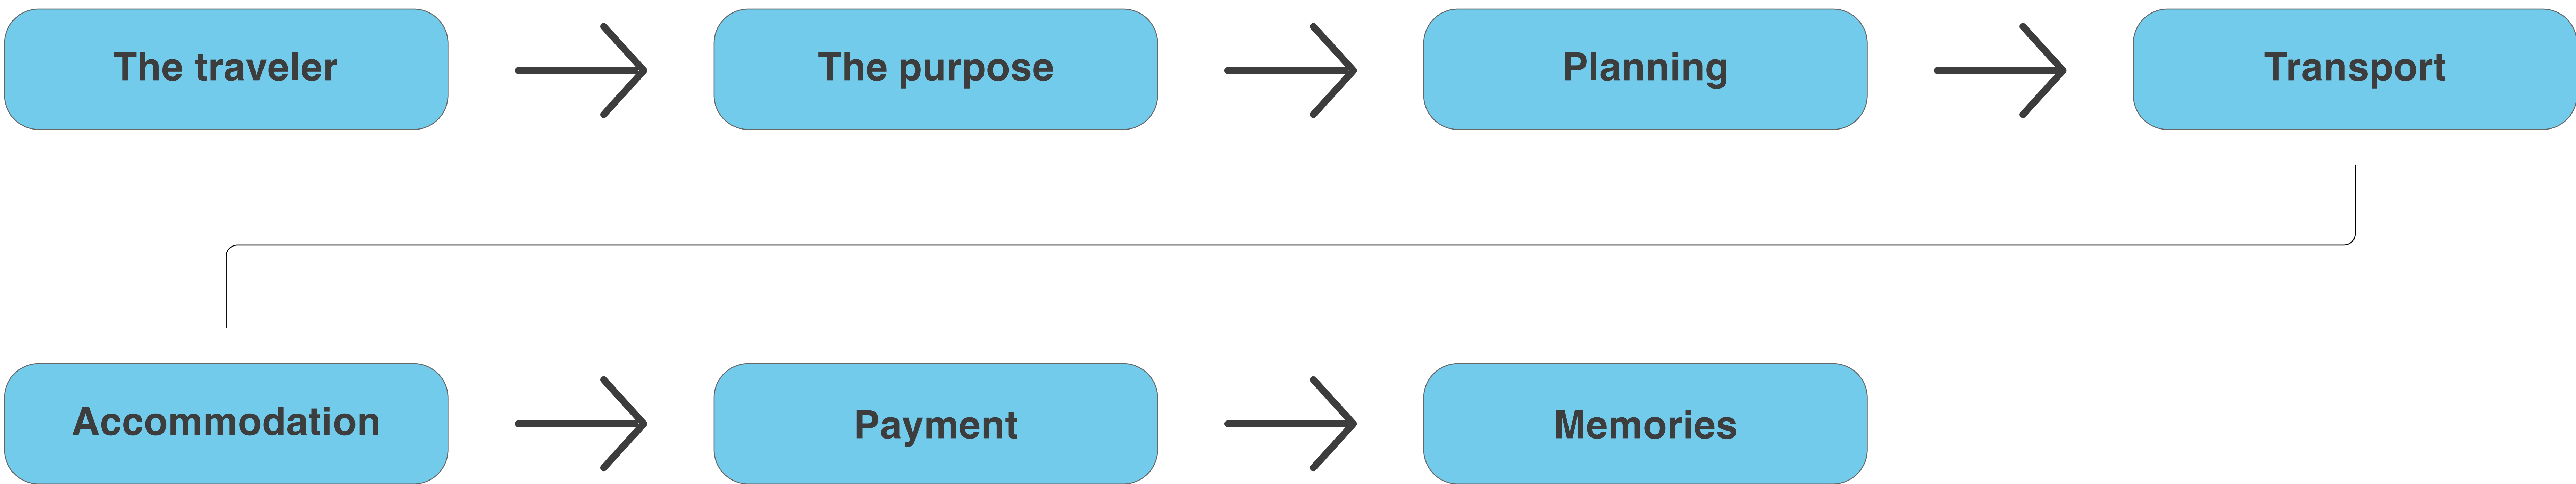 The traveler
The purpose
Planning
Transport
Accommodation
Payment
Memories